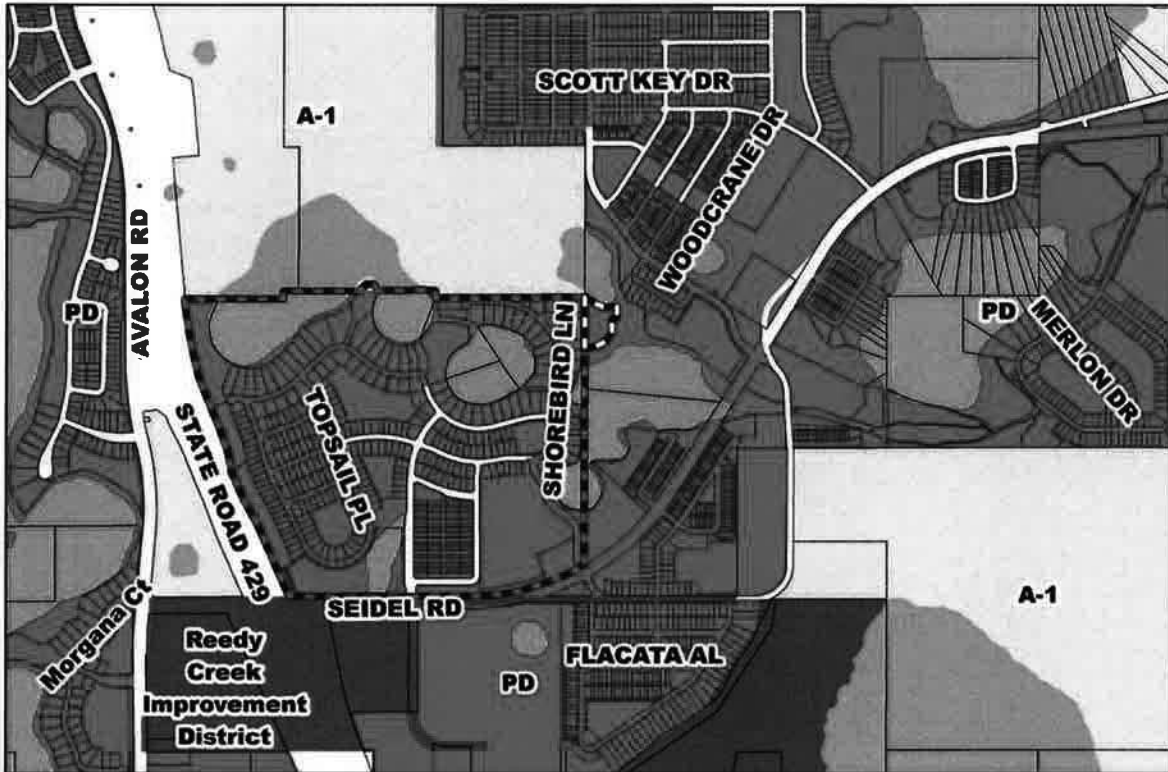 SCOTT KEY DR
A-1
WOODCRANE DR
AVALON RD
PD
PD
MERLON DR
SHOREBIRD LN
TOPSAIL PL
STATE ROAD 429
Morgana Ct
SEIDEL RD
A-1
Reedy
Creek
Improvement
District
PD
FLACATA AL